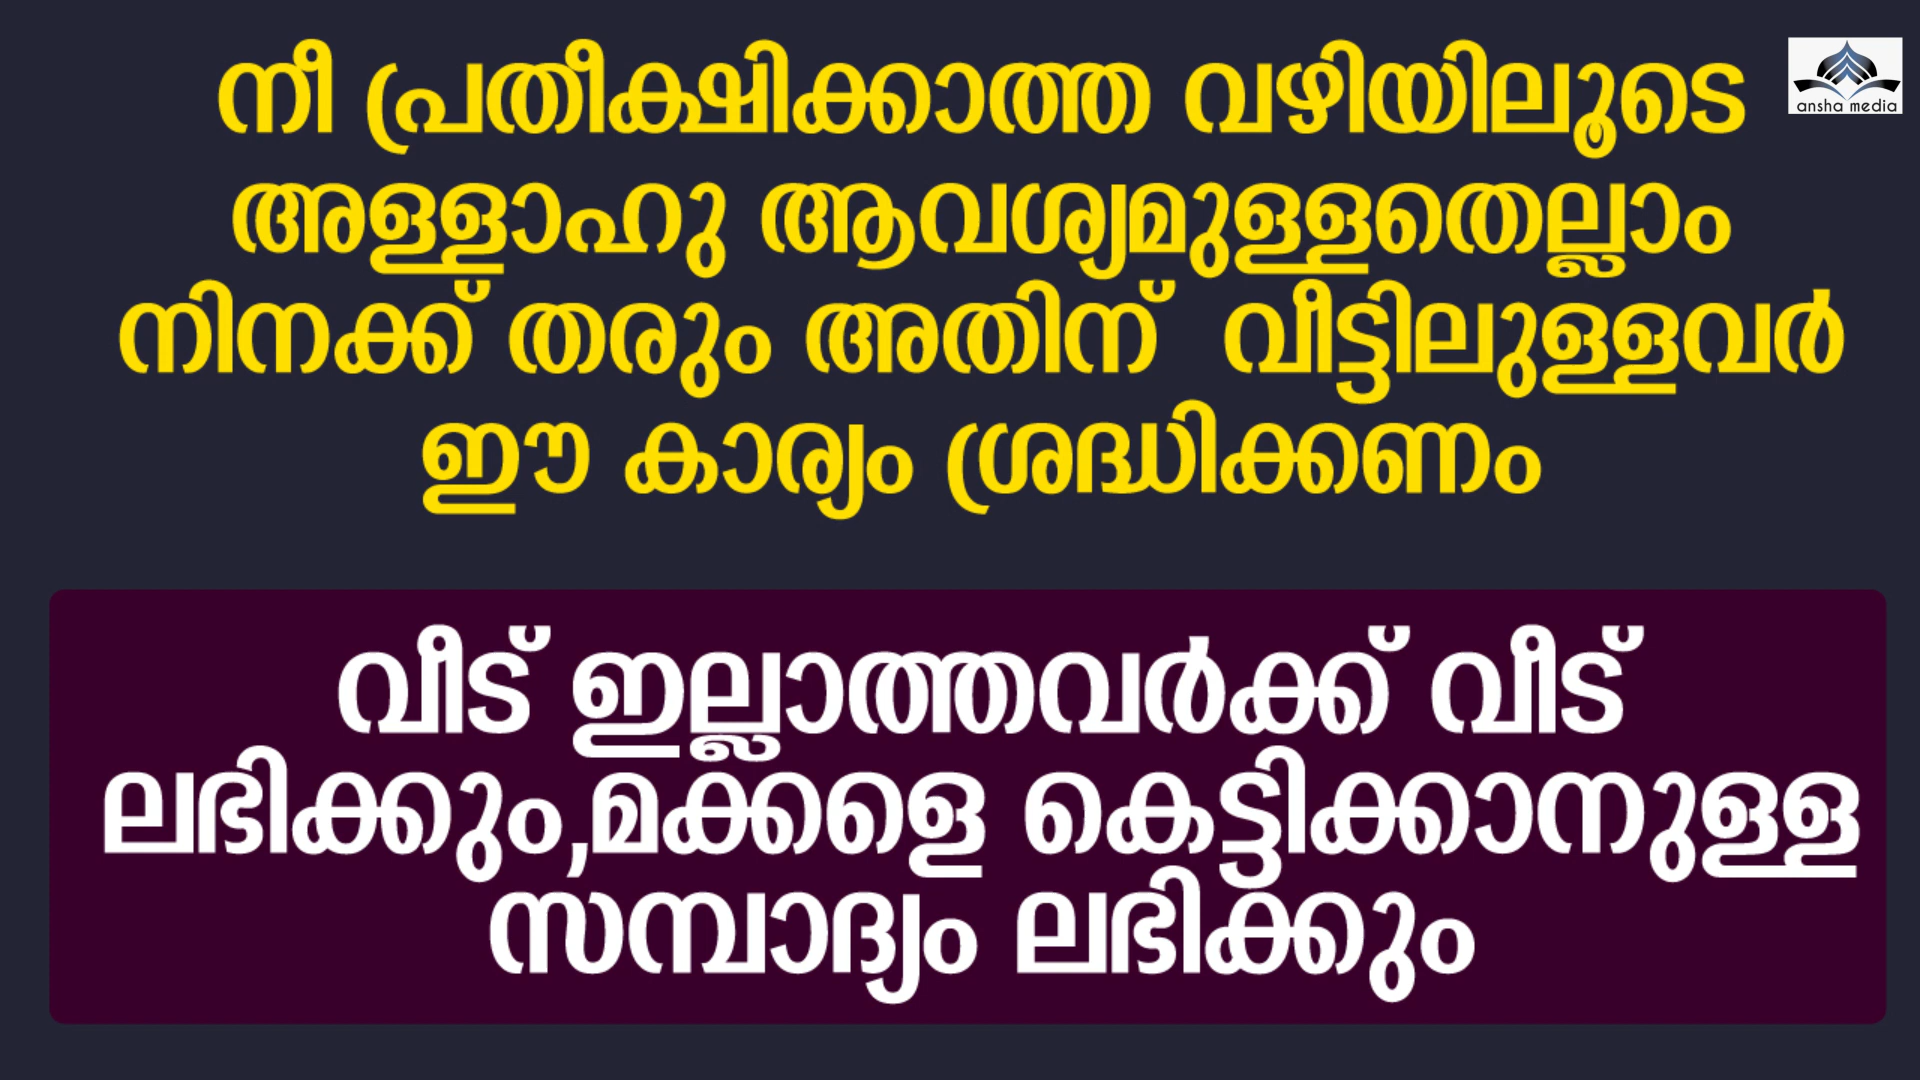 നീ പ്രതീക്ഷിക്കാത്ത വഴിയിലൂടെ
അള്ളാഹു ആവശ്യമുള്ളതെല്ലാം
നിനക്ക് തരും അതിന് വീട്ടിലുള്ളവർ
ഈ കാര്യം ശ്രദ്ധിക്കണം
വീട് ഇല്ലാത്തവർക്ക് വീട്
ലഭിക്കും,മക്കളെ കെട്ടിക്കാനുള്ള
സമ്പാദ്യം ലഭിക്കും
ansha media